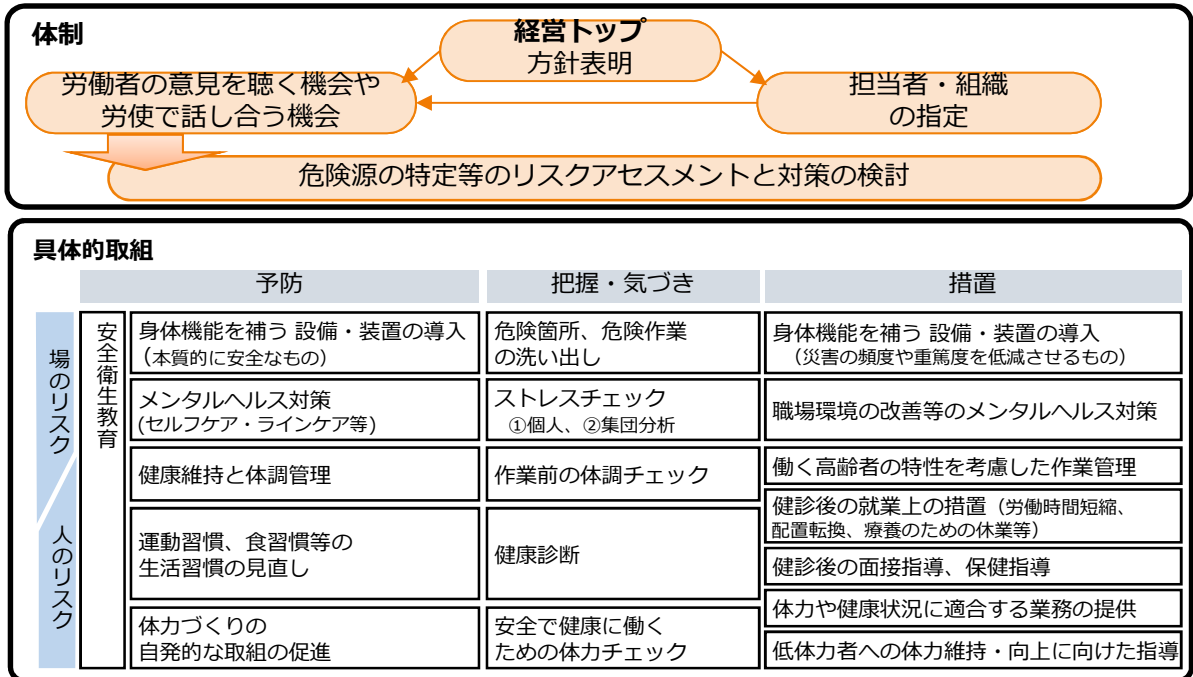 体制
経営トップ
方針表明
労働者の意見を聴く機会や
労使で話し合う機会
担当者・組織
の指定
危険源の特定等のリスクアセスメントと対策の検討
具体的取組
予防
把握・気づき
措置
場のリスク
人のリスク
安全衛生教育
身体機能を補う 設備・装置の導入
（本質的に安全なもの）
危険箇所、危険作業
の洗い出し
身体機能を補う 設備・装置の導入
（災害の頻度や重篤度を低減させるもの）
メンタルヘルス対策
(セルフケア・ラインケア等)
ストレスチェック
①個人、②集団分析
職場環境の改善等のメンタルヘルス対策
健康維持と体調管理
作業前の体調チェック
働く高齢者の特性を考慮した作業管理
運動習慣、食習慣等の
生活習慣の見直し
健康診断
健診後の就業上の措置（労働時間短縮、
配置転換、療養のための休業等）
健診後の面接指導、保健指導
体力づくりの
自発的な取組の促進
安全で健康に働く
ための体力チェック
体力や健康状況に適合する業務の提供
低体力者への体力維持・向上に向けた指導